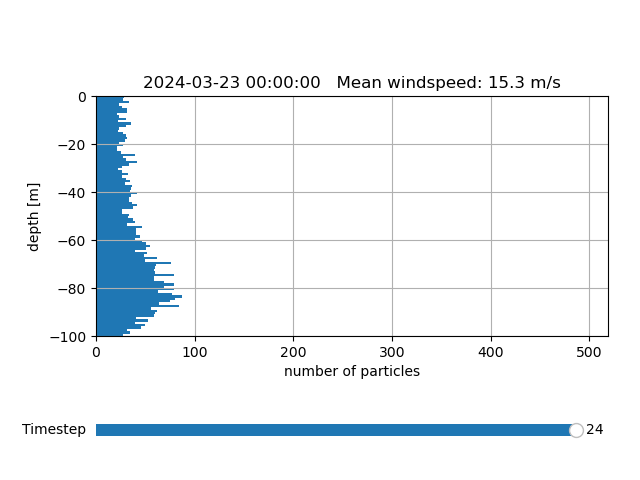 2024-03-23 00:00:00   Mean windspeed: 15.3 m/s
0
−20
−40
−60
−80
−100
depth [m]
0 100 200 300 400 500
number of particles
Timestep 24